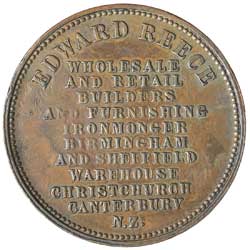 EDWARD REECE
WHOLESALE
AND RETAIL
BUILDERS
AND FURNISHING
IRONMONGER
BIRMINGHAM
AND SHEFFIELD
WAREHOUSE
CHRISTCHURCH
CANTERBURY
N.Z.